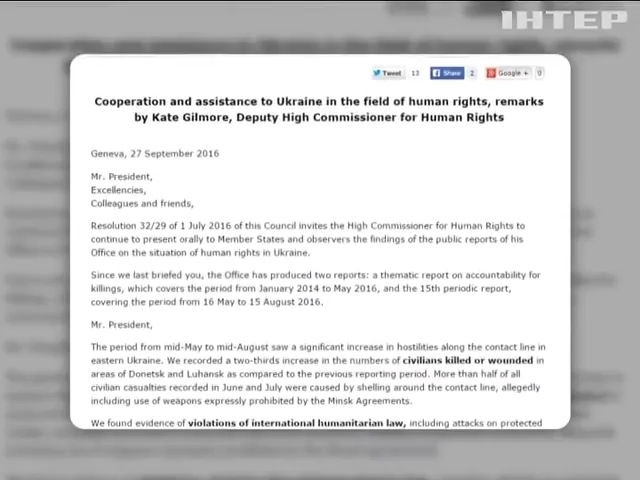 ІНТЕР
Tweet 13 Share 2 Google + 0
Cooperation and assistance to Ukraine in the field of human rights, remarks
by Kate Gilmore, Deputy High Commissioner for Human Rights
Geneva, 27 September 2016
Mr. President,
Excellencies,
Colleagues and friends,
Resolution 32/29 of 1 July 2016 of this Council invites the High Commissioner for Human Rights to
continue to present orally to Member States and observers the findings of the public reports of his
Office on the situation of human rights in Ukraine.
Since we last briefed you, the Office has produced two reports: a thematic report on accountability for
killings, which covers the period from January 2014 to May 2016, and the 15th periodic report,
covering the period from 16 May to 15 August 2016.
Mr. President,
The period from mid-May to mid-August saw a significant increase in hostilities along the contact line in
eastern Ukraine. We recorded a two-thirds increase in the numbers of civilians killed or wounded in
areas of Donetsk and Luhansk as compared to the previous reporting period. More than half of all
civilian casualties recorded in June and July were caused by shelling around the contact line, allegedly
including use of weapons expressly prohibited by the Minsk Agreements.
We found evidence of violations of international humanitarian law, including attacks on protected